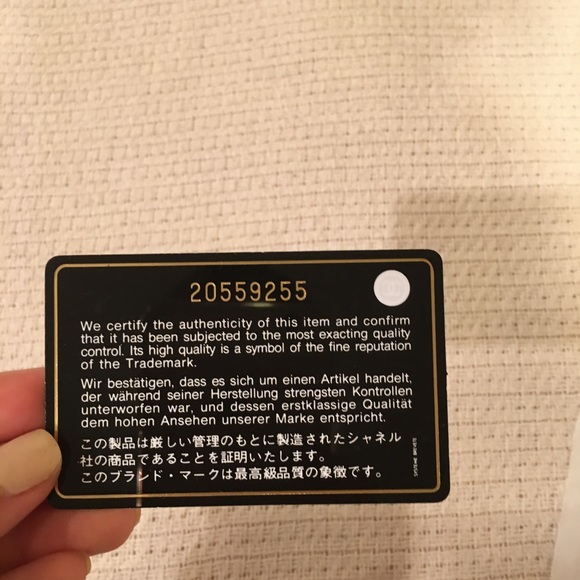 20559255
We certify the authenticity of this item and confirm
that it has been subjected to the most exacting quality
control. Its high quality is a symbol of the fine reputation
of the Trademark.
Wir bestätigen, dass es sich um einen Artikel handelt,
der während seiner Herstellung strengsten Kontrollen
unterworfen war, und dessen erstklassige Qualität
dem hohen Ansehen unserer Marke entspricht.
この製品は厳しい管理のもとに製造されたシャネル
社の商品であることを証明いたします。
このブランド・マークは最高級品質の象徴です。
SYSTEME BREVETE